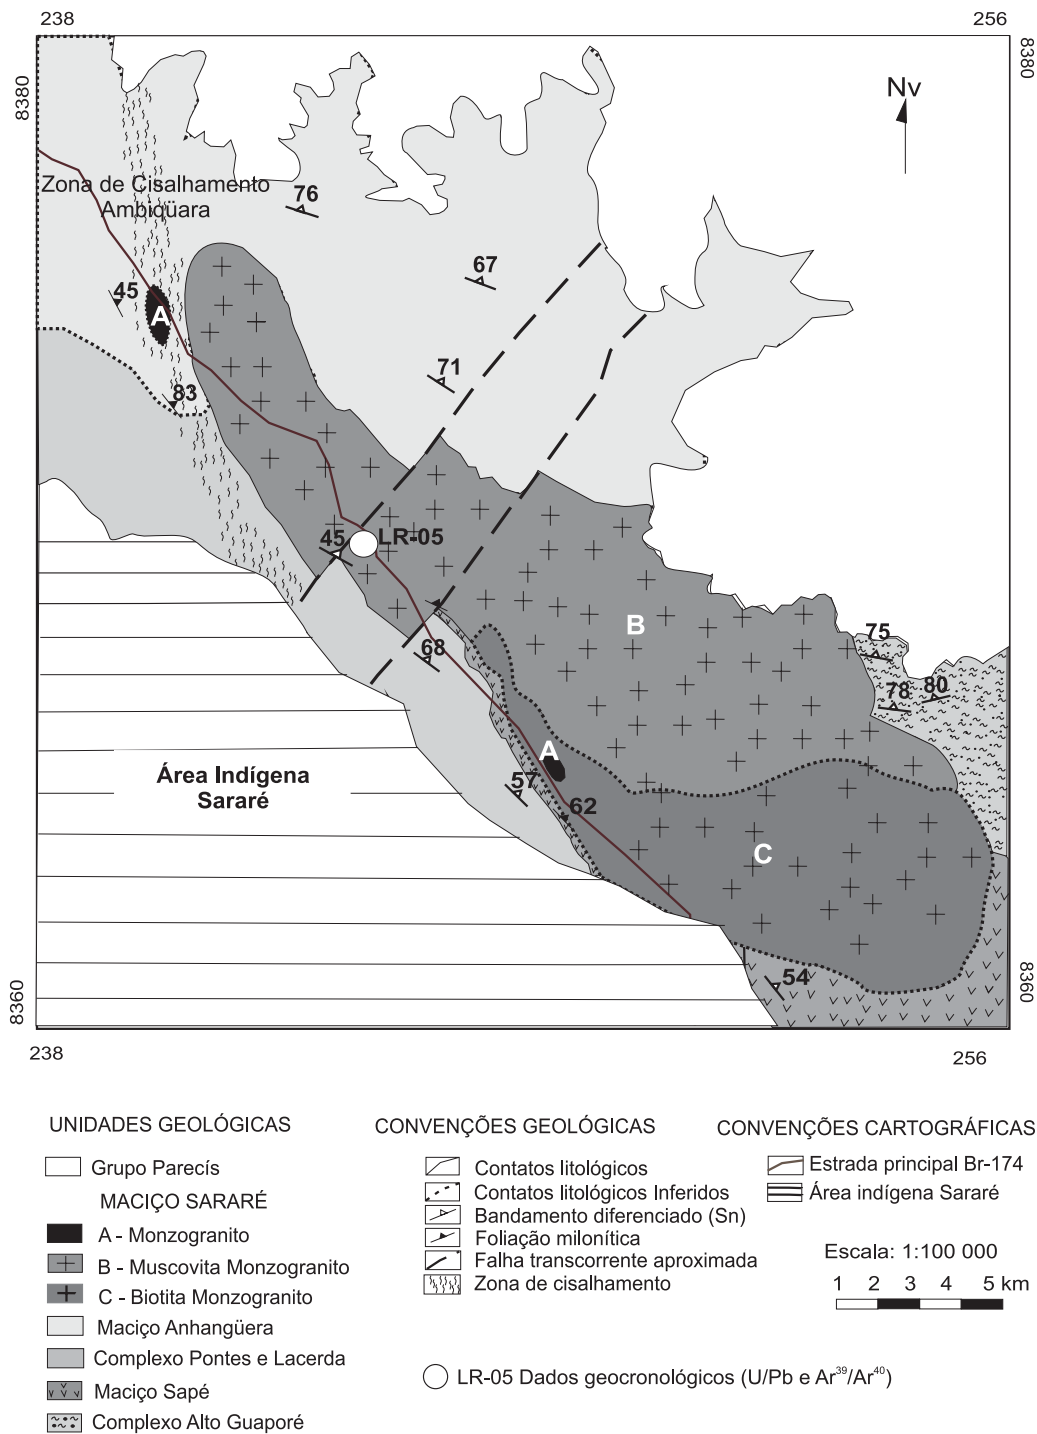 238 256
8380 8380
Nv
Zona de Cisalhamento
Ambiqüara
76
67
45
A
71
83
45 LR-05
B
75
68
78 80
A
Área Indígena
Sararé
57
62
C
54
8360 8360
238 256
UNIDADES GEOLÓGICAS
Grupo Parecís
MACIÇO SARARÉ
A - Monzogranito
B - Muscovita Monzogranito
C - Biotita Monzogranito
Maciço Anhangüera
Complexo Pontes e Lacerda
Maciço Sapé
Complexo Alto Guaporé
CONVENÇÕES GEOLÓGICAS
Contatos litológicos
Contatos litológicos Inferidos
Bandamento diferenciado (Sn)
Foliação milonítica
Falha transcorrente aproximada
Zona de cisalhamento
LR-05 Dados geocronológicos (U/Pb e Ar³⁹/Ar⁴⁰)
CONVENÇÕES CARTOGRÁFICAS
Estrada principal Br-174
Área indígena Sararé
Escala: 1:100 000
1 2 3 4 5 km